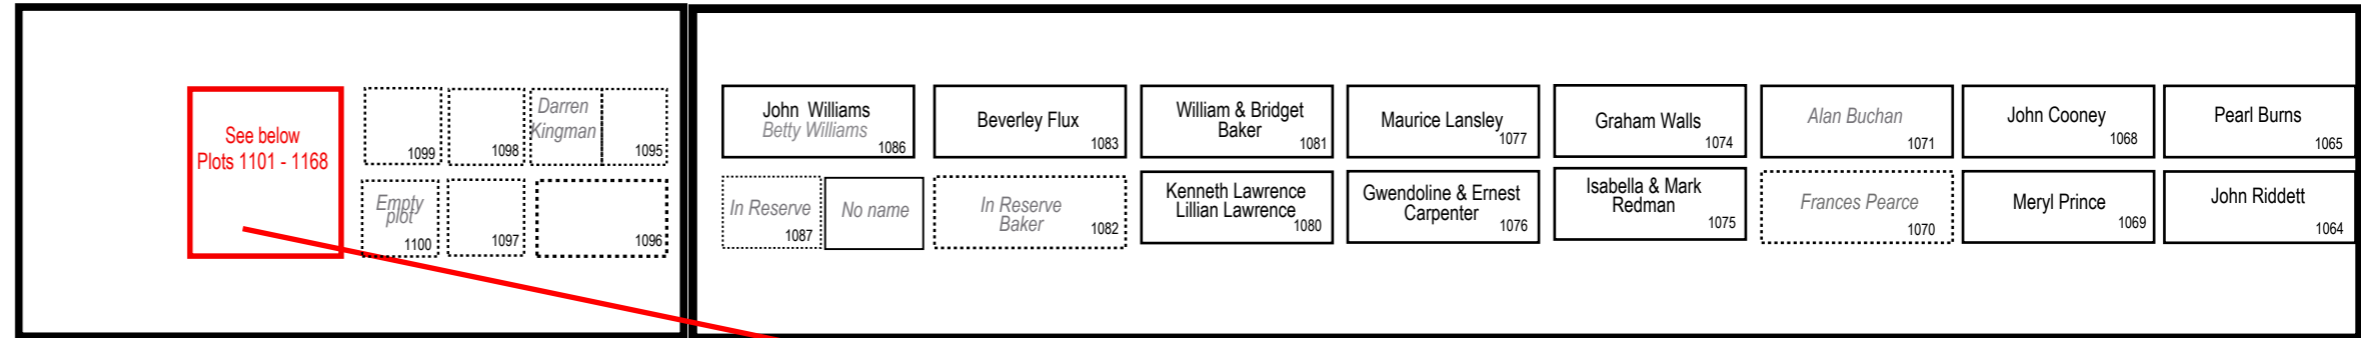 See below
Plots 1101 - 1168
1099
1098
Darren
Kingman
1095
Empty
plot
1100
1097
1096
John Williams
Betty Williams
1086
Beverley Flux
1083
William & Bridget
Baker
1081
Maurice Lansley
1077
Graham Walls
1074
Alan Buchan
1071
John Cooney
1068
Pearl Burns
1065
In Reserve
1087
No name
In Reserve
Baker
1082
Kenneth Lawrence
Lillian Lawrence
1080
Gwendoline & Ernest
Carpenter
1076
Isabella & Mark
Redman
1075
Frances Pearce
1070
Meryl Prince
1069
John Riddett
1064